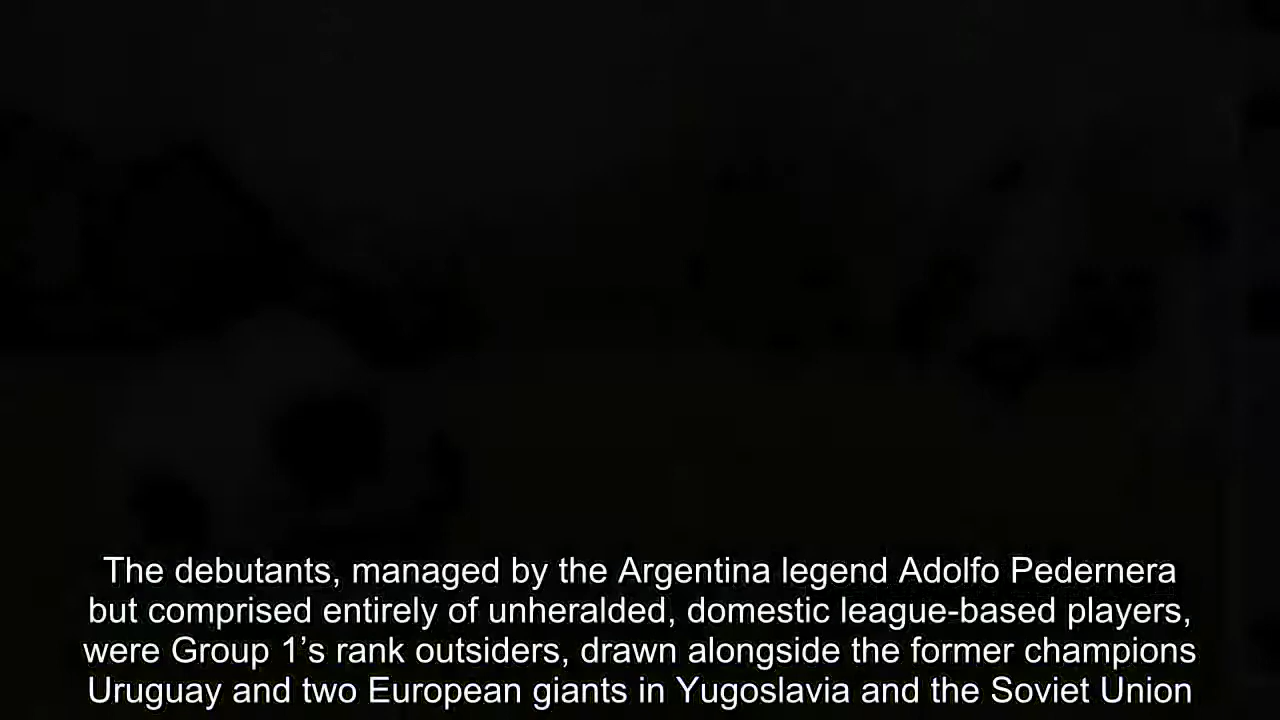 The debutants, managed by the Argentina legend Adolfo Pedernera
but comprised entirely of unheralded, domestic league-based players,
were Group 1’s rank outsiders, drawn alongside the former champions
Uruguay and two European giants in Yugoslavia and the Soviet Union